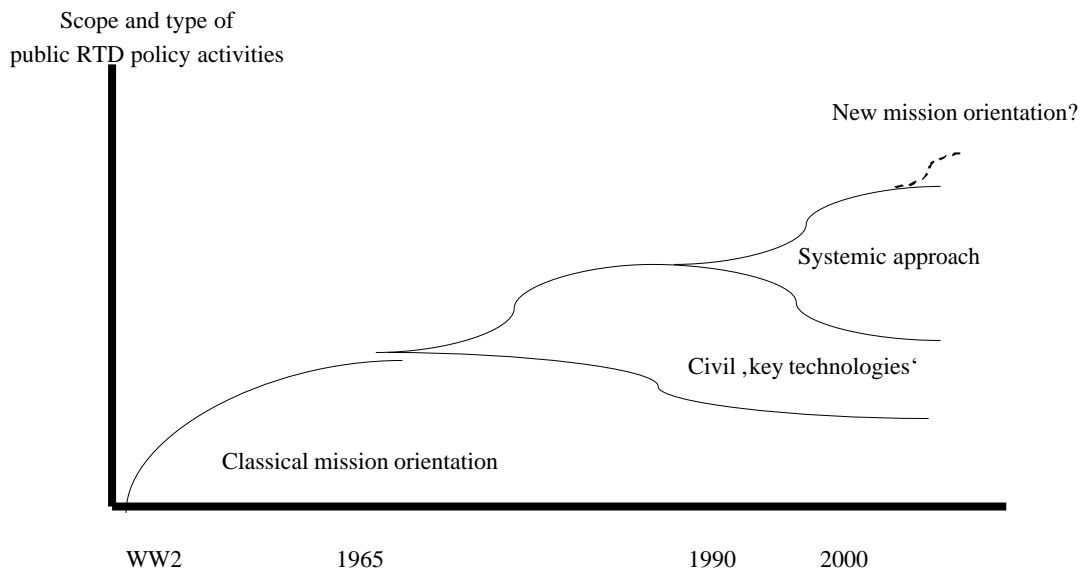 Scope and type of
public RTD policy activities
New mission orientation?
Systemic approach
Civil ‚key technologies‘
Classical mission orientation
WW2 1965 1990 2000